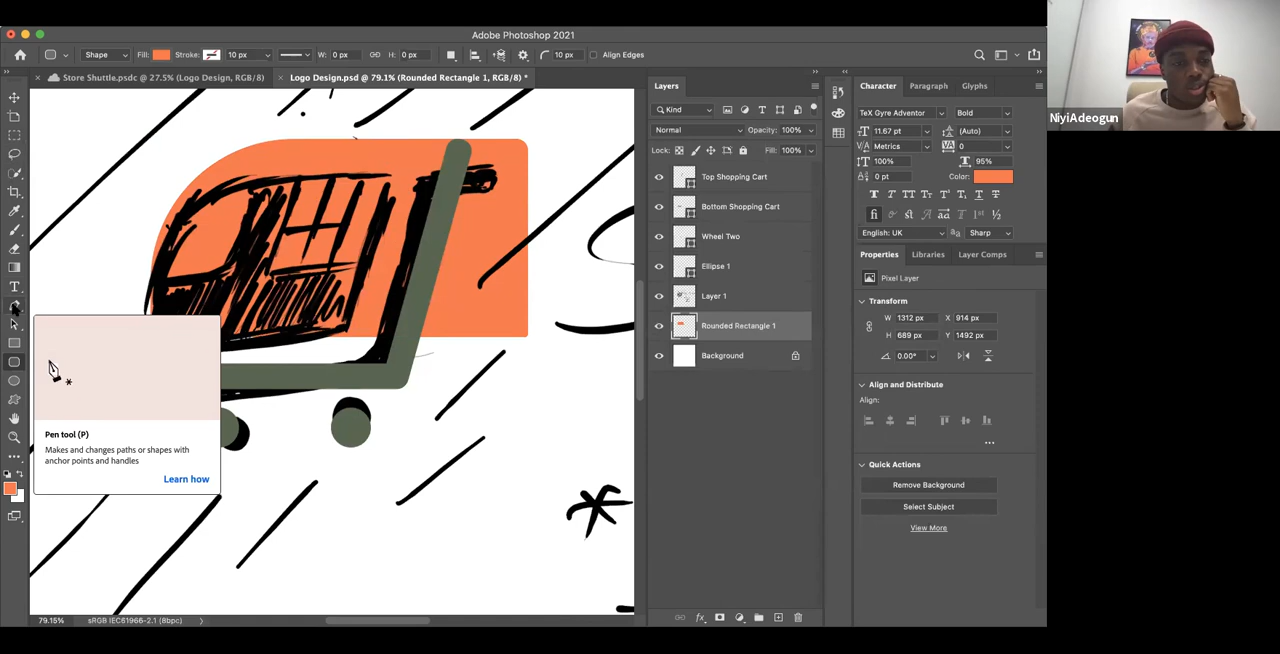 Adobe Photoshop 2021
Shape Fill: Stroke: 10 px W: 0 px H: 0 px 10 px Align Edges
Store Shuttle.psdc @ 27.5% (Logo Design, RGB/8)
Logo Design.psd @ 79.1% (Rounded Rectangle 1, RGB/8) *
Pen tool (P)
Makes and changes paths or shapes with
anchor points and handles
Learn how
79.15% sRGB IEC61966-2.1 (8bpc)
Layers
Kind
Normal Opacity: 100%
Lock: Fill: 100%
Top Shopping Cart
Bottom Shopping Cart
Wheel Two
Ellipse 1
Layer 1
Rounded Rectangle 1
Background
Character Paragraph Glyphs
TeX Gyre Adventor Bold
11.67 pt (Auto)
Metrics 0
100% 95%
0 pt Color:
English: UK Sharp
Properties Libraries Layer Comps
Pixel Layer
Transform
W 1312 px X 914 px
H 689 px Y 1492 px
0.00°
Align and Distribute
Align:
Quick Actions
Remove Background
Select Subject
View More
NiyiAdeogun